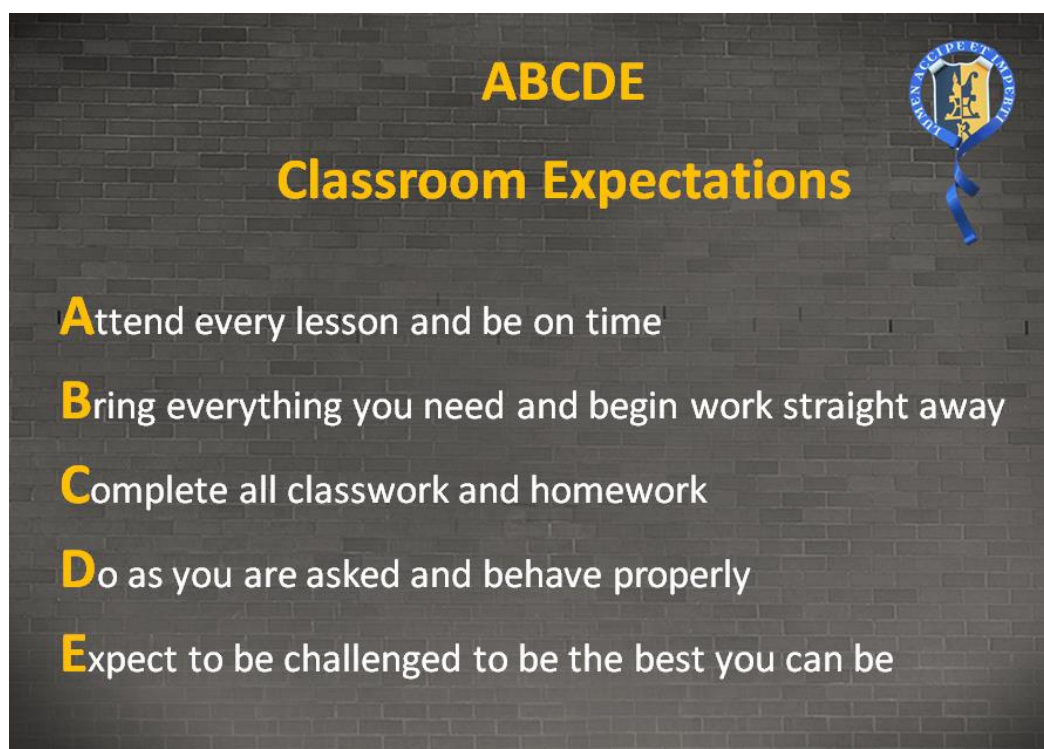 ABCDE
Classroom Expectations
LUMEN ACCIPE ET IMPERTI
R
Attend every lesson and be on time
Bring everything you need and begin work straight away
Complete all classwork and homework
Do as you are asked and behave properly
Expect to be challenged to be the best you can be